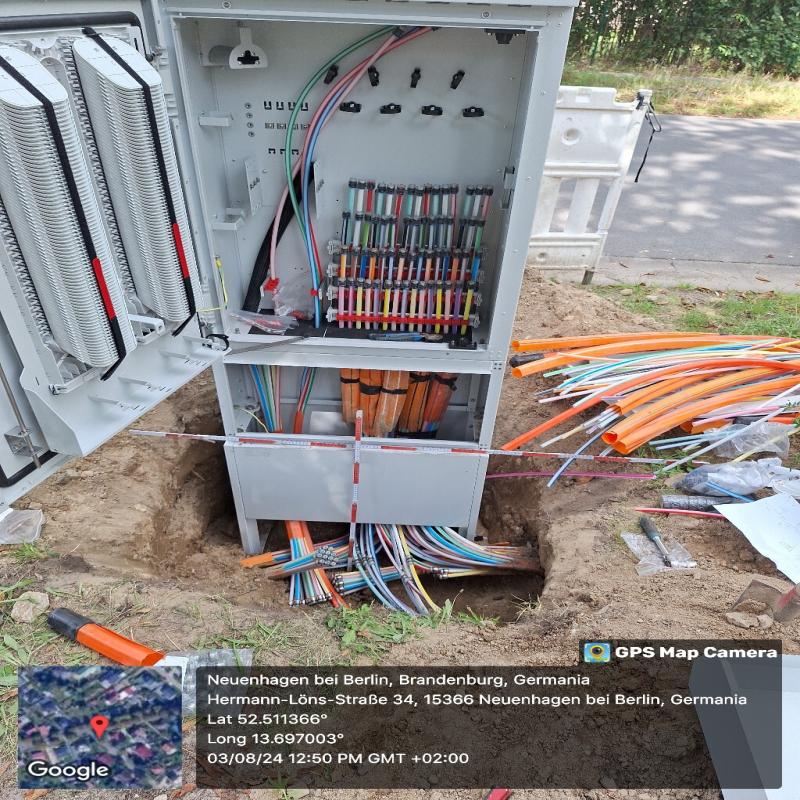 GPS Map Camera
Neuenhagen bei Berlin, Brandenburg, Germania
Hermann-Löns-Straße 34, 15366 Neuenhagen bei Berlin, Germania
Lat 52.511366°
Long 13.697003°
03/08/24 12:50 PM GMT +02:00
Google